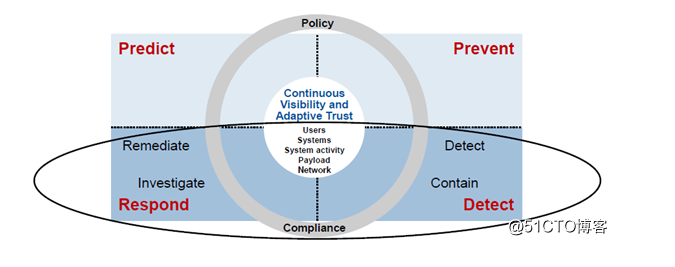 Policy
Predict
Prevent
Continuous
Visibility and
Adaptive Trust
Users
Systems
System activity
Payload
Network
Remediate
Detect
Investigate
Contain
Respond
Detect
Compliance
@51CTO博客